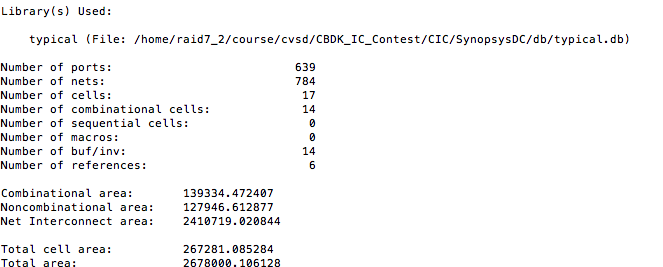 Library(s) Used:
typical (File: /home/raid7_2/course/cvsd/CBDK_IC_Contest/CIC/SynopsysDC/db/typical.db)
Number of ports: 639
Number of nets: 784
Number of cells: 17
Number of combinational cells: 14
Number of sequential cells: 0
Number of macros: 0
Number of buf/inv: 14
Number of references: 6
Combinational area: 139334.472407
Noncombinational area: 127946.612877
Net Interconnect area: 2410719.020844
Total cell area: 267281.085284
Total area: 2678000.106128